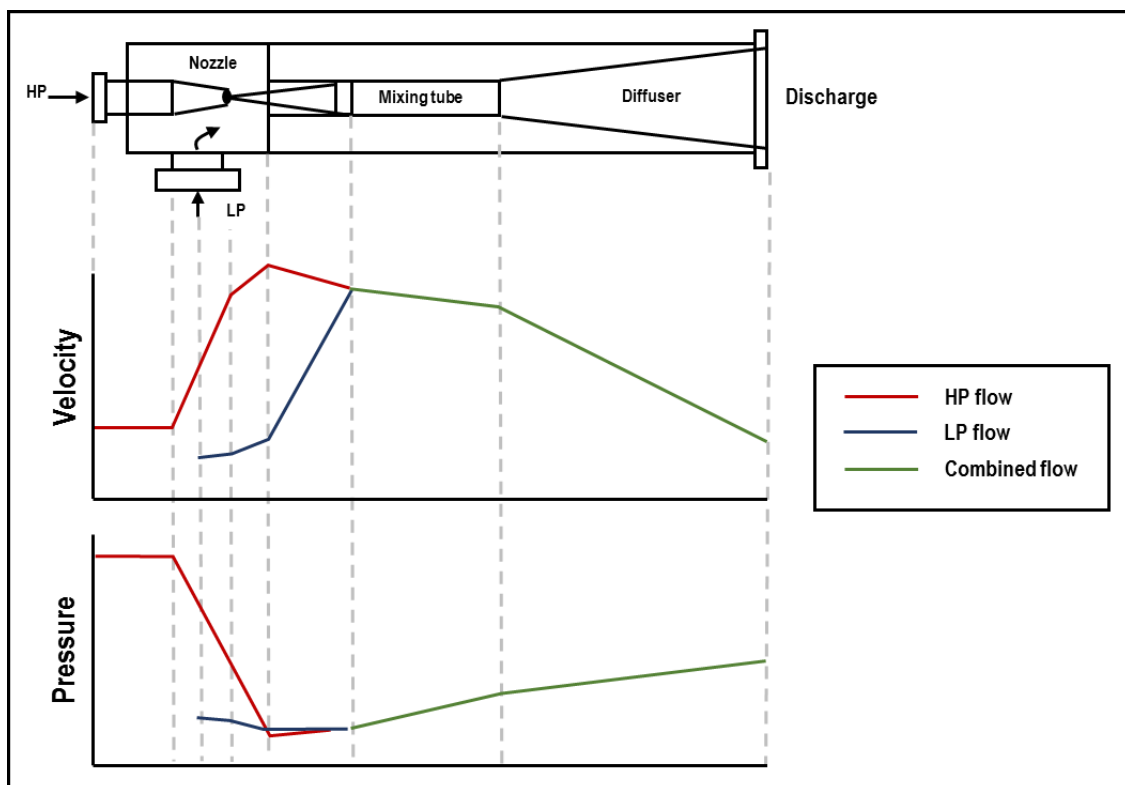 Nozzle
HP
Mixing tube
Diffuser
Discharge
LP
Velocity
HP flow
LP flow
Combined flow
Pressure